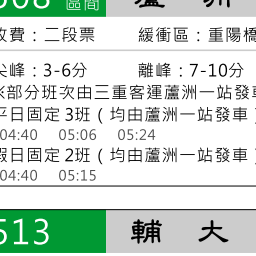 508 區間 蘆 洲
收費：二段票 緩衝區：重陽橋
尖峰：3-6分 離峰：7-10分
※部分班次由三重客運蘆洲一站發車
平日固定3班（均由蘆洲一站發車）
04:40 05:06 05:24
假日固定2班（均由蘆洲一站發車）
04:40 05:15
513 輔 大